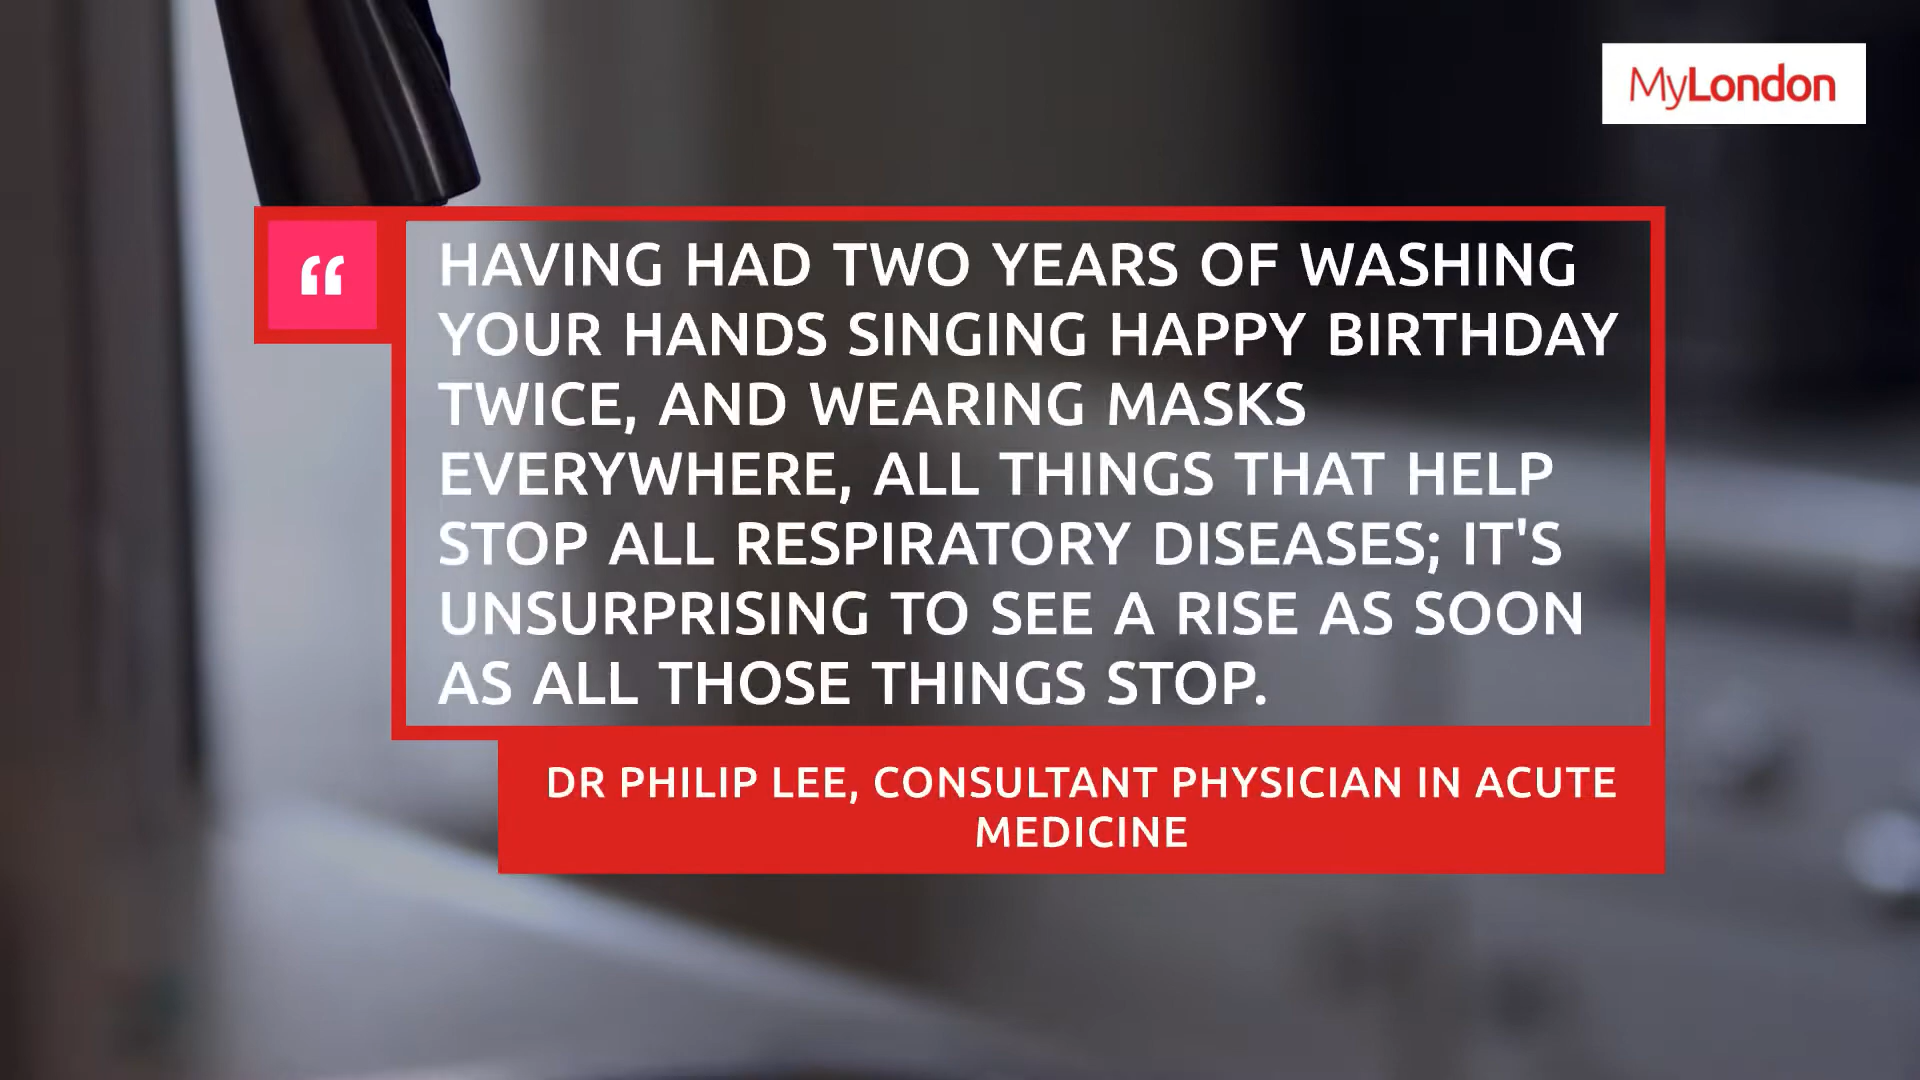 MyLondon
“
HAVING HAD TWO YEARS OF WASHING
YOUR HANDS SINGING HAPPY BIRTHDAY
TWICE, AND WEARING MASKS
EVERYWHERE, ALL THINGS THAT HELP
STOP ALL RESPIRATORY DISEASES; IT'S
UNSURPRISING TO SEE A RISE AS SOON
AS ALL THOSE THINGS STOP.
DR PHILIP LEE, CONSULTANT PHYSICIAN IN ACUTE
MEDICINE